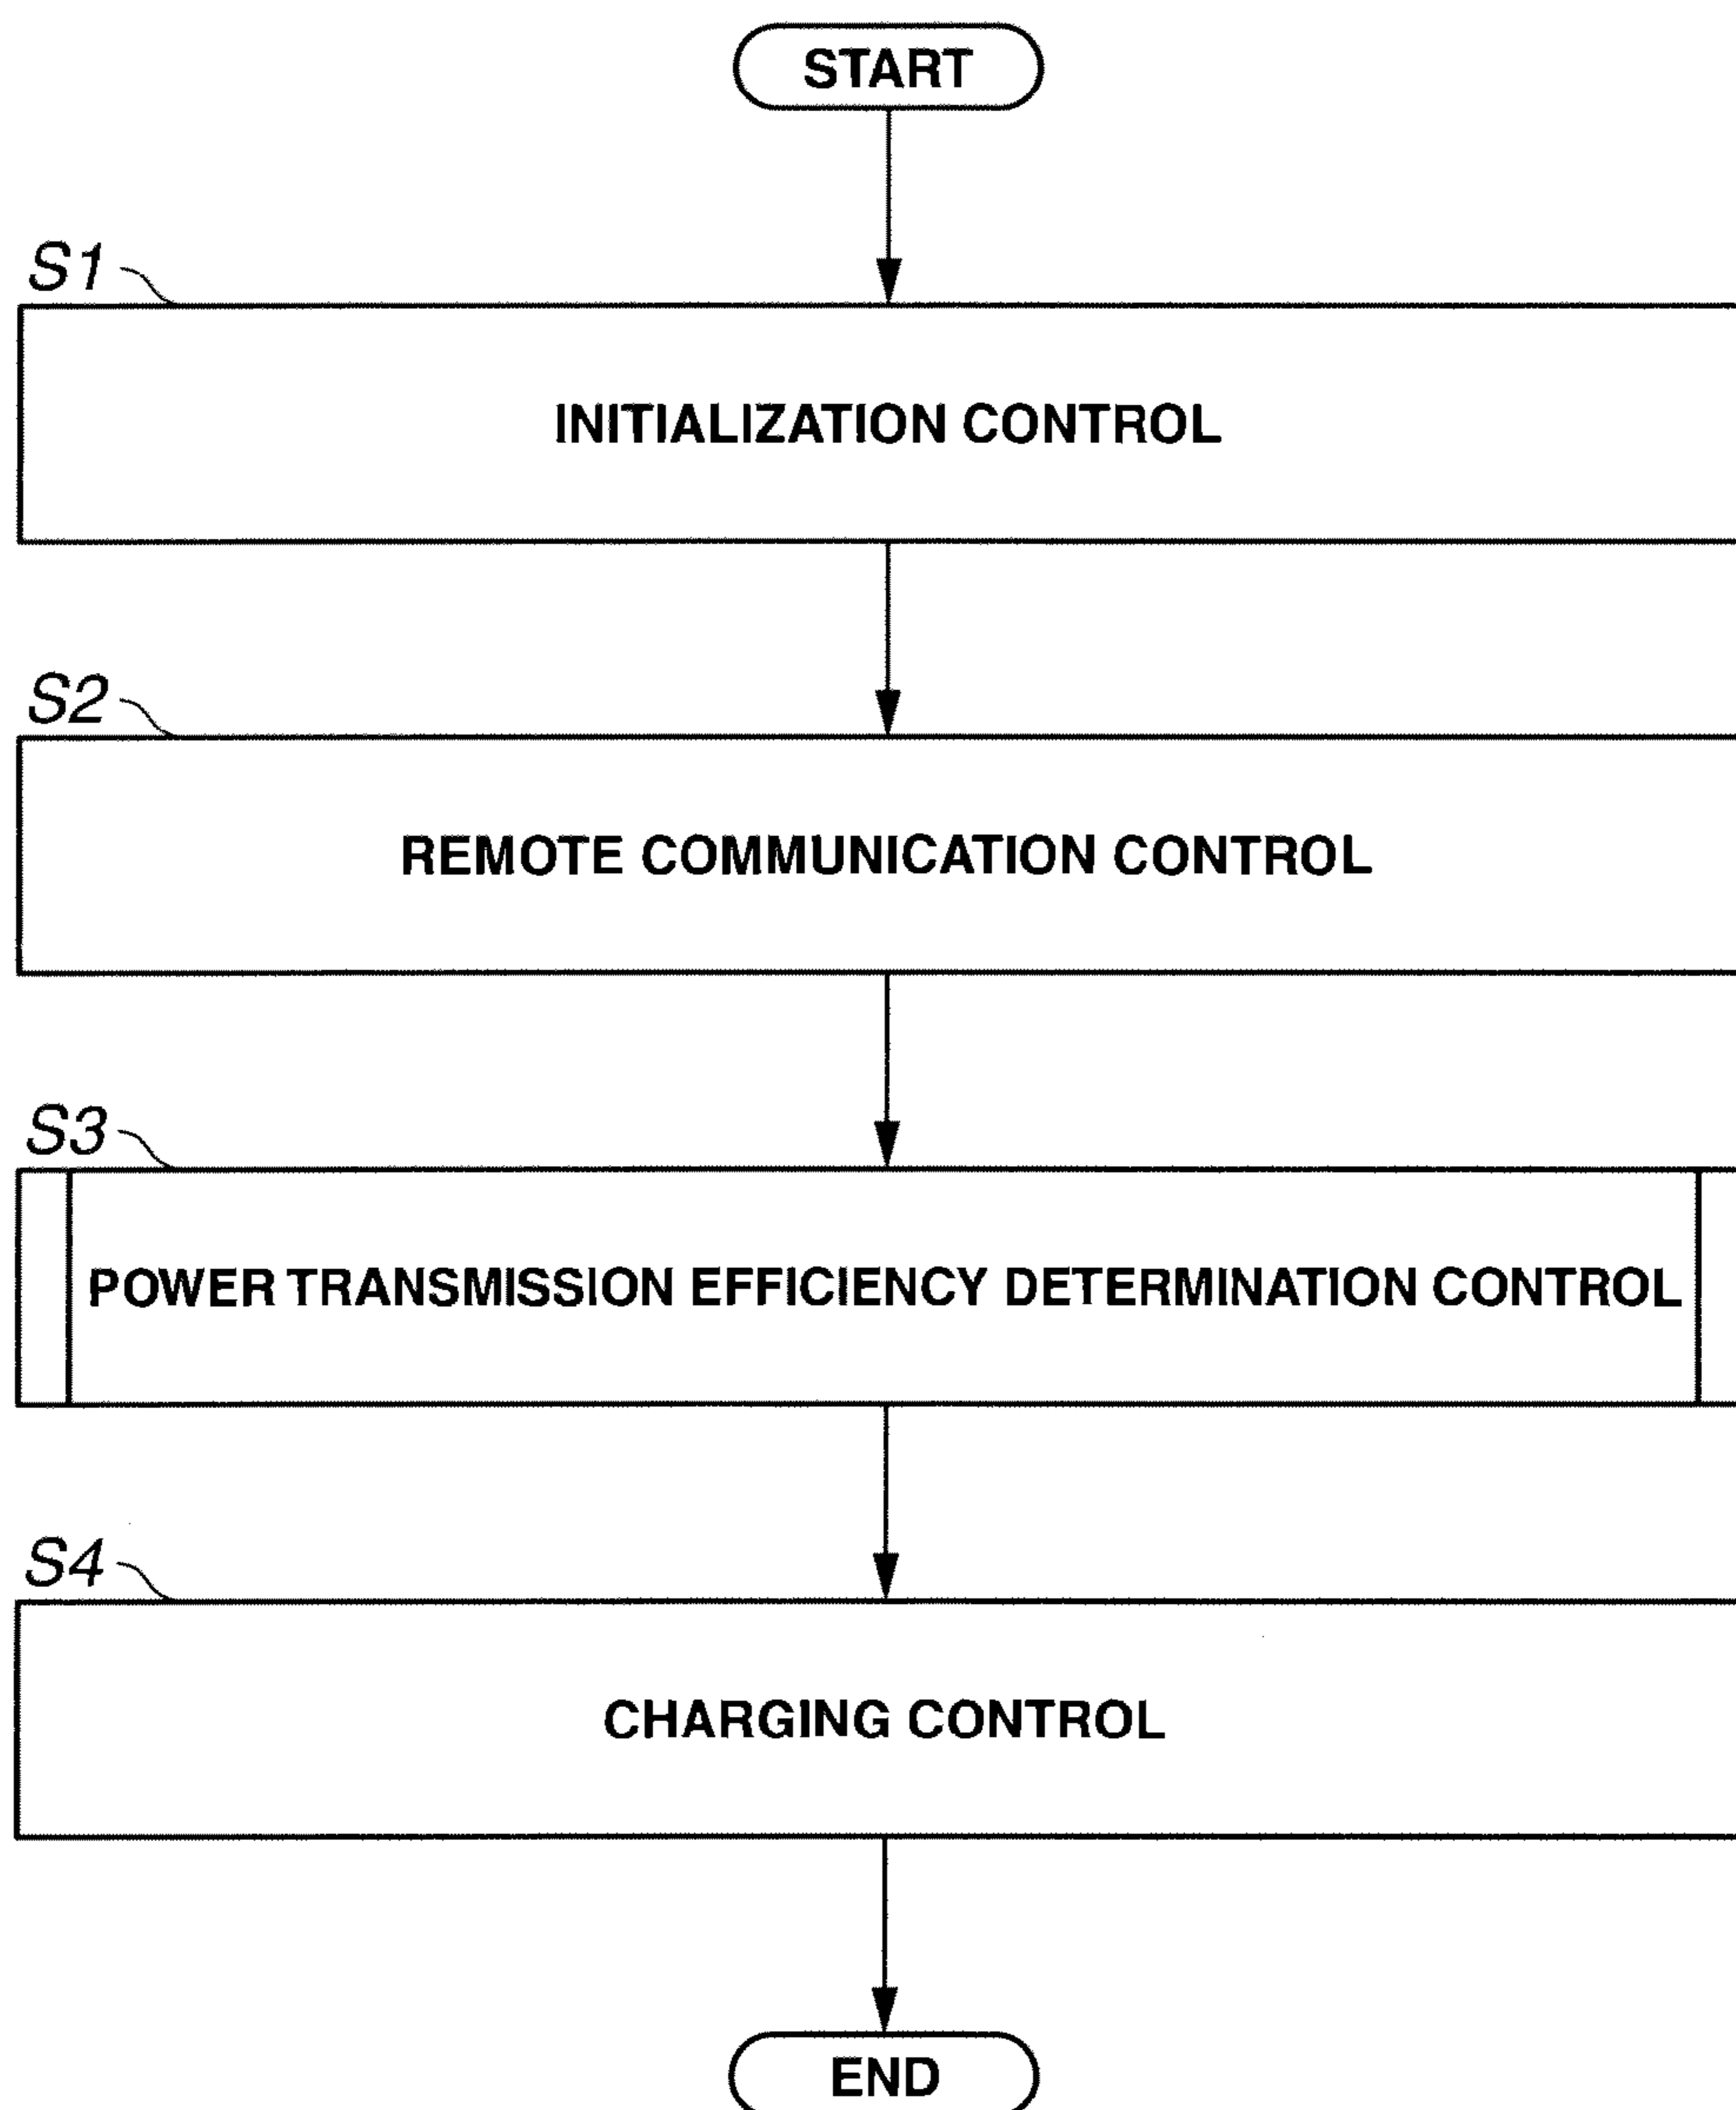 START
S1
INITIALIZATION CONTROL
S2
REMOTE COMMUNICATION CONTROL
S3
POWER TRANSMISSION EFFICIENCY DETERMINATION CONTROL
S4
CHARGING CONTROL
END